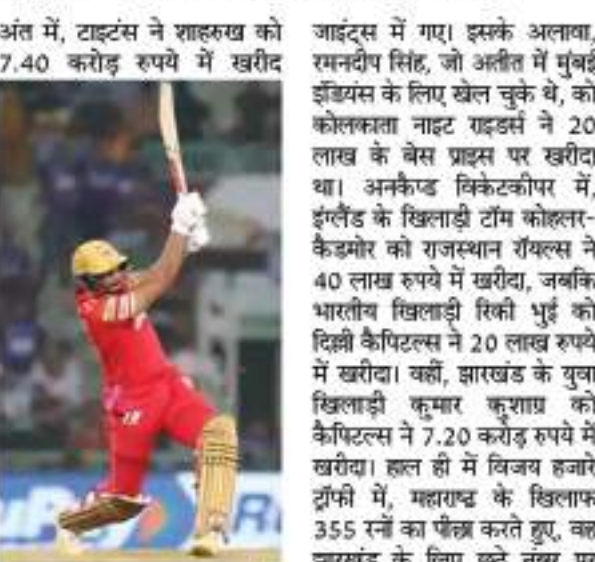 अंत में, टाइटंस ने शाहरुख को
7.40 करोड़ रुपये में खरीद
जाइंट्स में गए। इसके अलावा,
रमनदीप सिंह, जो अतीत में मुंबई
इंडियंस के लिए खेल चुके थे, को
कोलकाता नाइट राइडर्स ने 20
लाख के बेस प्राइस पर खरीदा
था। अनकैप्ड विकेटकीपर में,
इंग्लैंड के खिलाड़ी टॉम कोहलर-
कैडमोर को राजस्थान रॉयल्स ने
40 लाख रुपये में खरीदा, जबकि
भारतीय खिलाड़ी रिकी भुई को
दिल्ली कैपिटल्स ने 20 लाख रुपये
में खरीदा। वहीं, झारखंड के युवा
खिलाड़ी कुमार कुशाग्र को
कैपिटल्स ने 7.20 करोड़ रुपये में
खरीदा। हाल ही में विजय हजारे
ट्रॉफी में, महाराष्ट्र के खिलाफ
355 रनों का पीछा करते हुए, वह